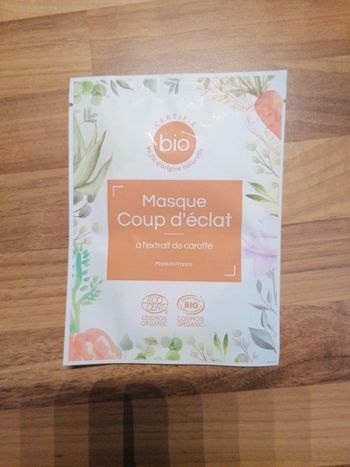 CERTIFIÉ
bio
99,2% d'origine naturelle
Masque
Coup d'éclat
à l'extrait de carotte
Made in France
ECO
CERT
COSMOS
ORGANIC
BIO
COSMOS
ORGANIC